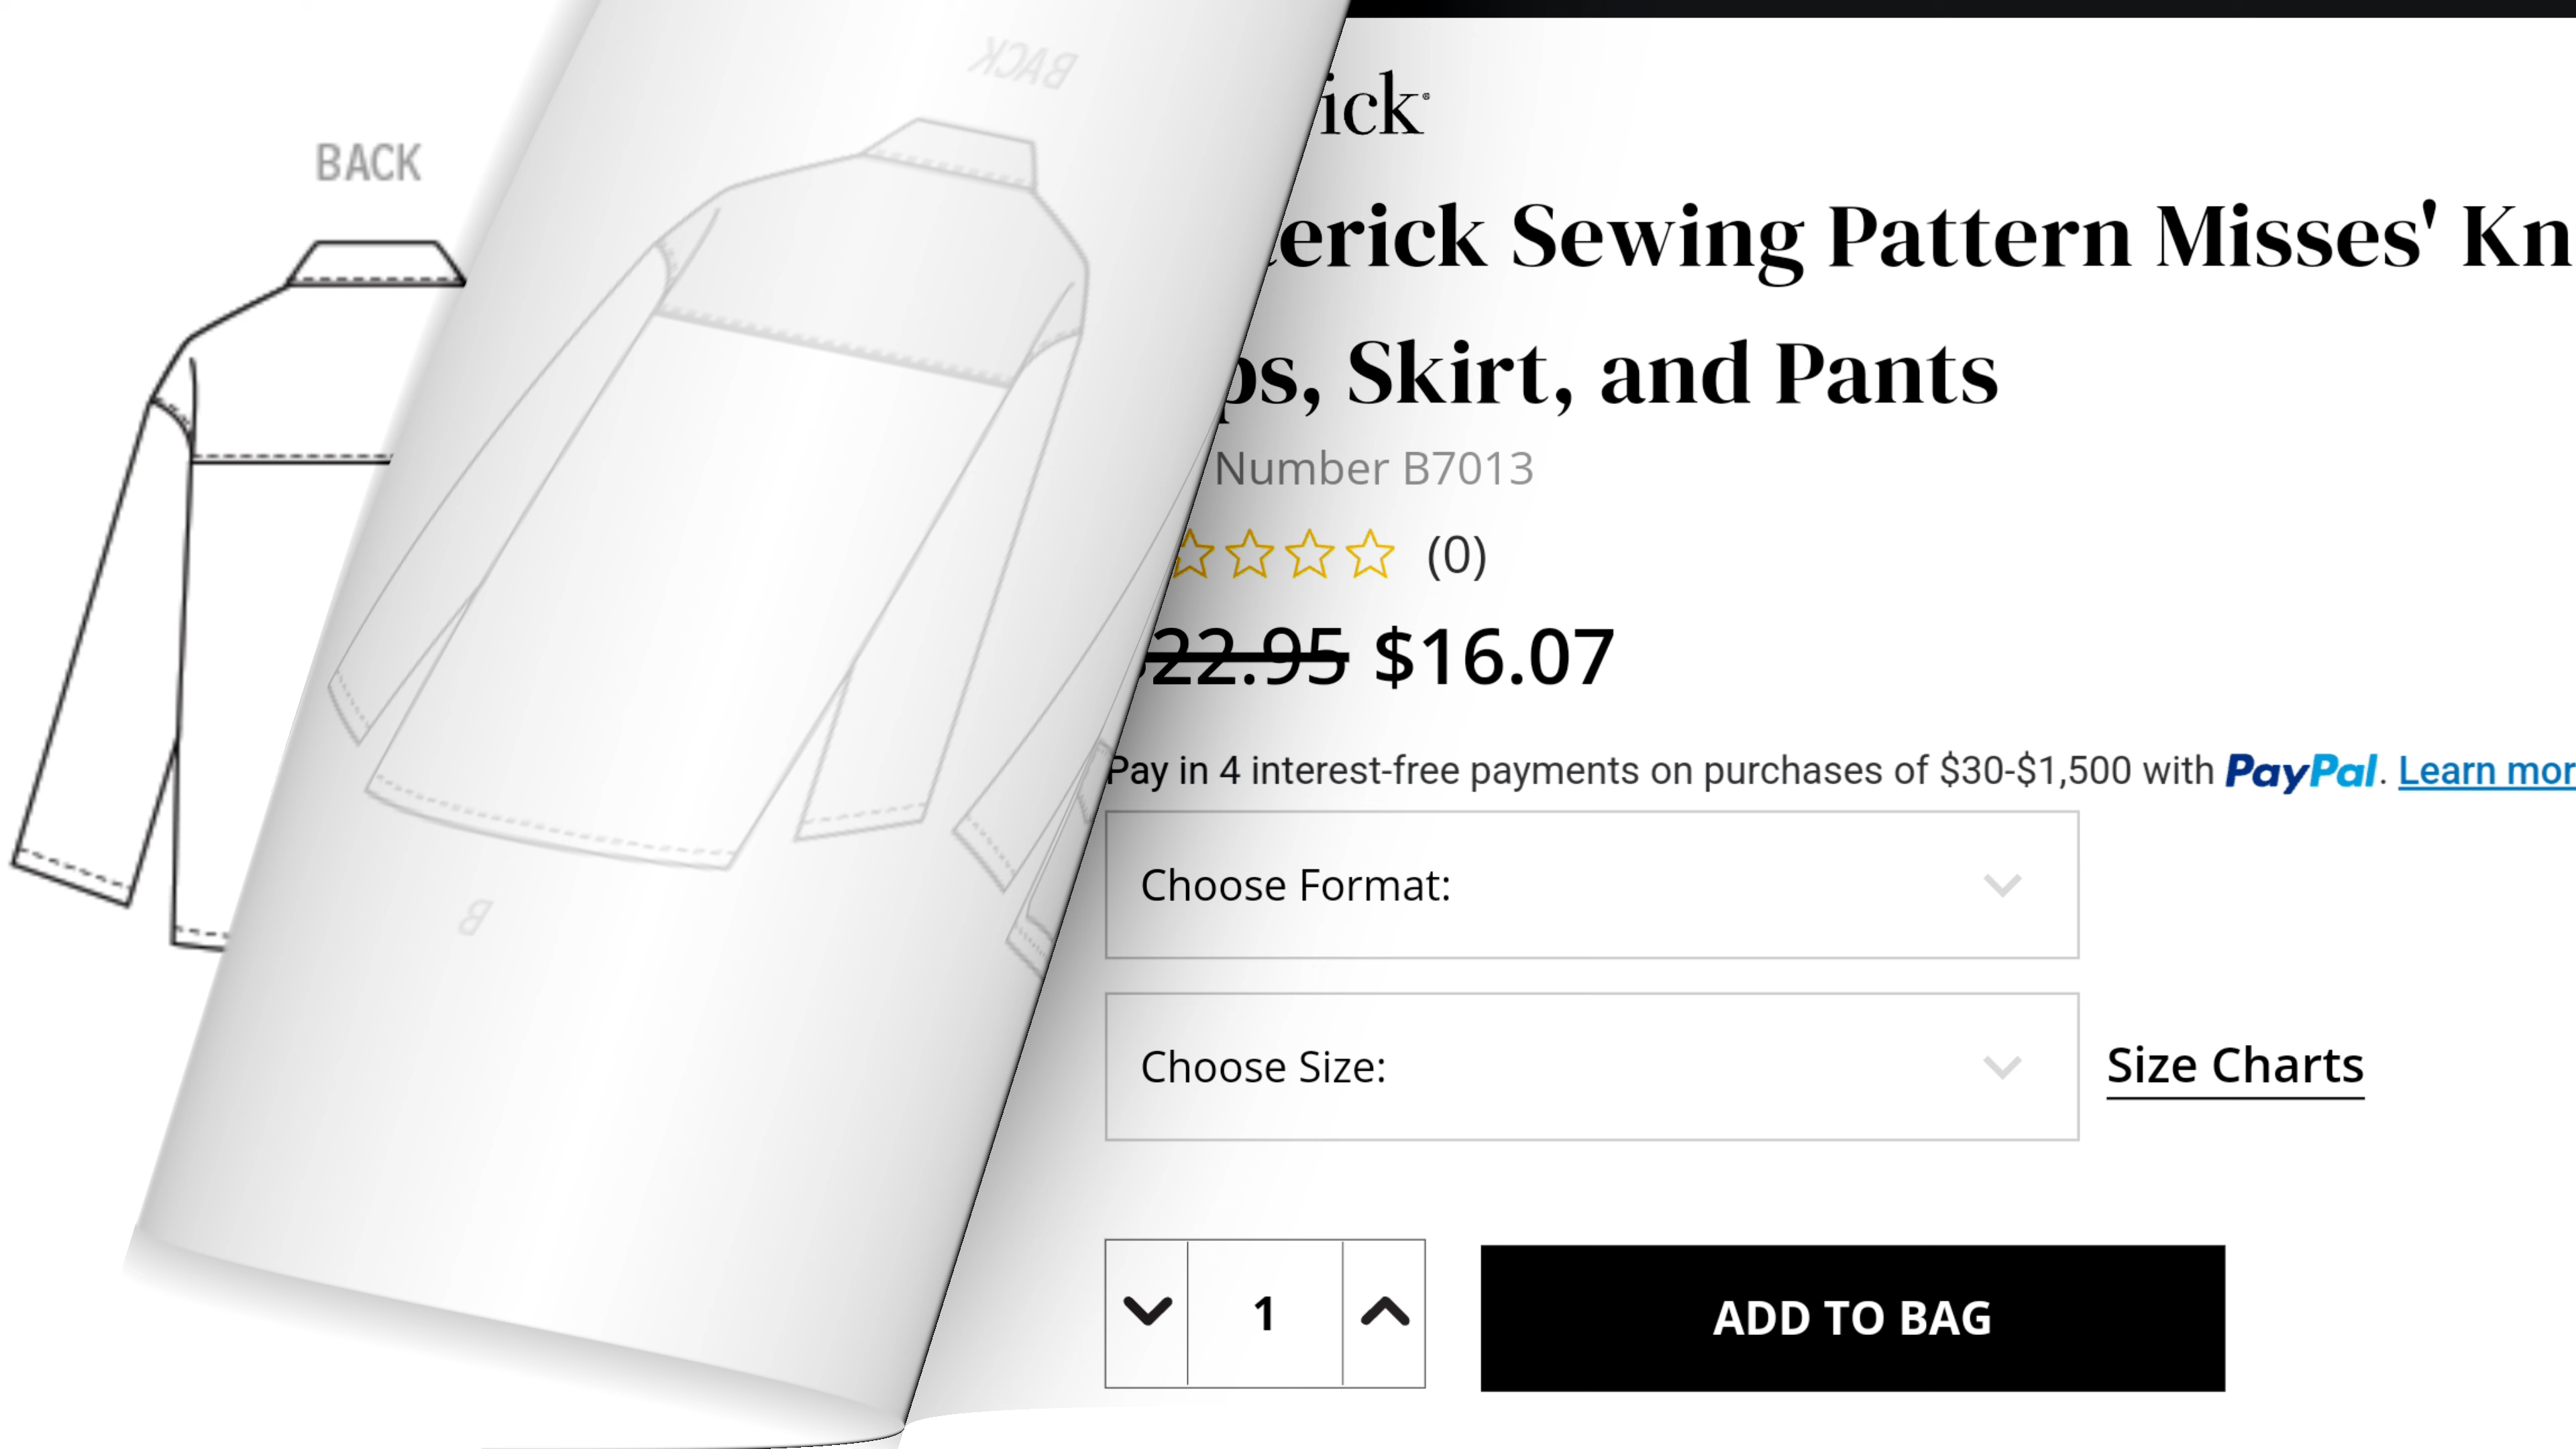 BACK
BACK
B
ick
erick Sewing Pattern Misses' Kn
ps, Skirt, and Pants
Number B7013
(0)
$22.95 $16.07
Pay in 4 interest-free payments on purchases of $30-$1,500 with PayPal. Learn mor
Choose Format:
Choose Size:
Size Charts
1
ADD TO BAG